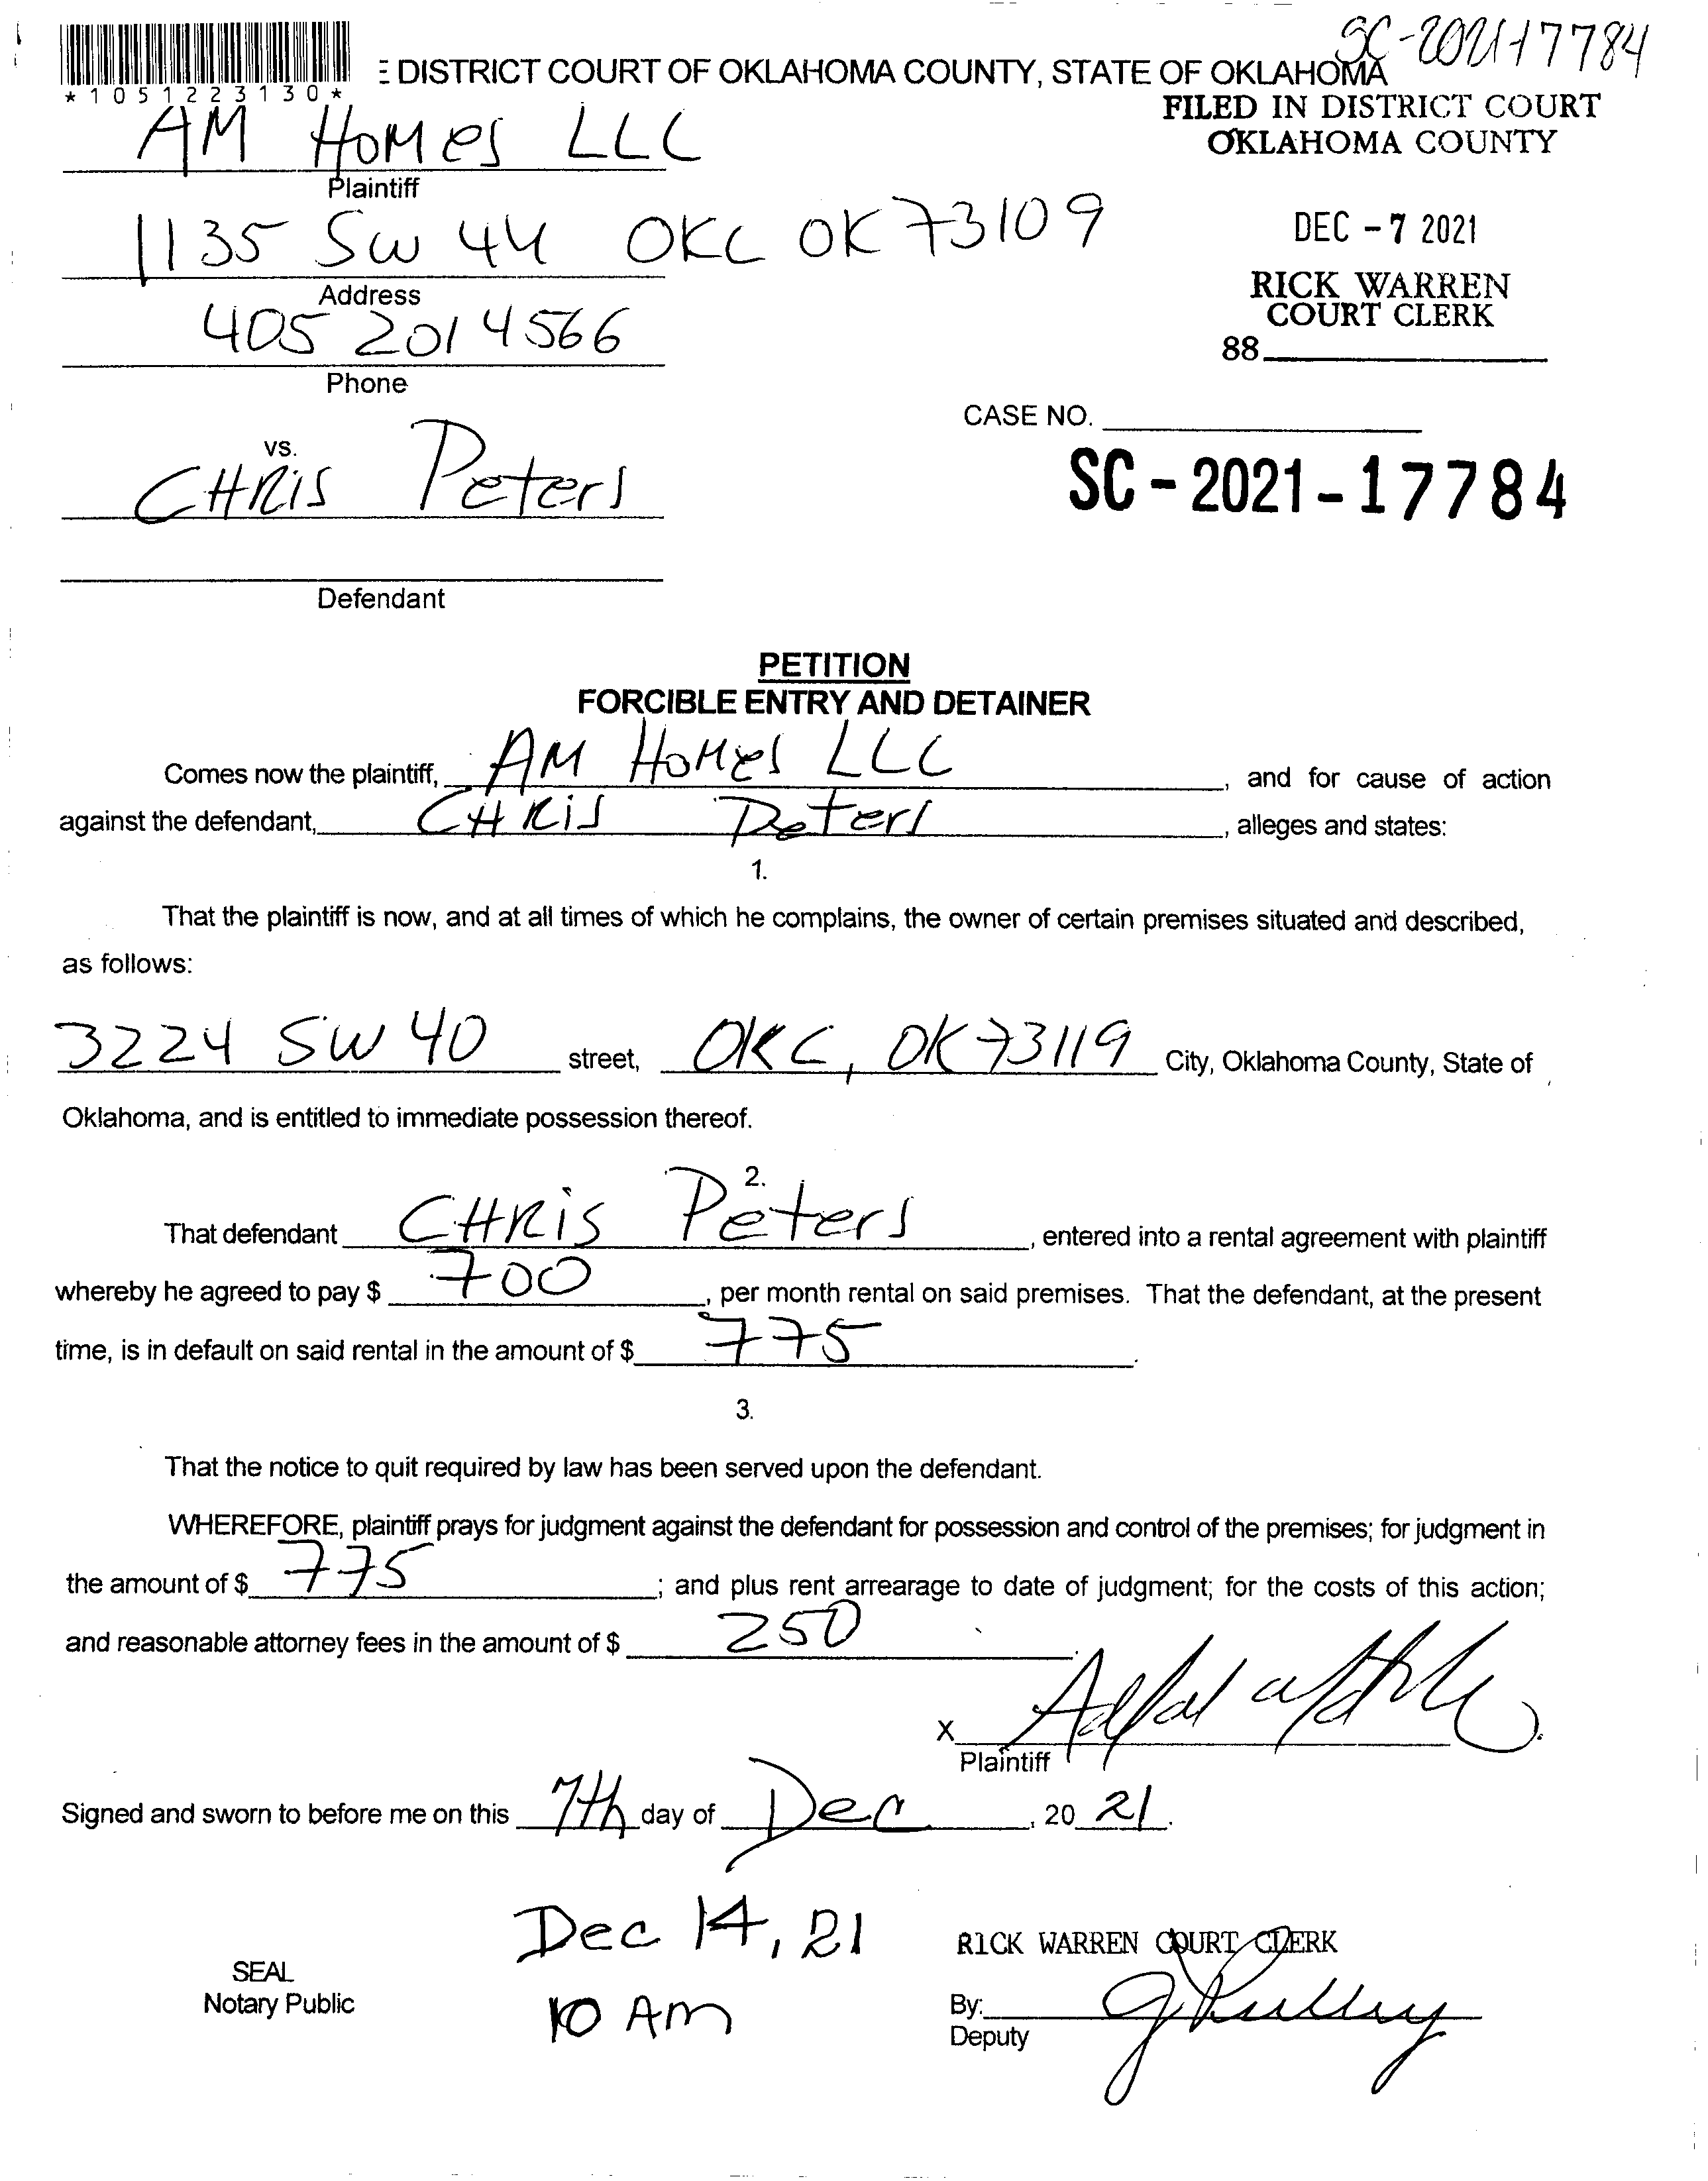 SC-2021-17784
DISTRICT COURT OF OKLAHOMA COUNTY, STATE OF OKLAHOMA
*1051223130*
FILED IN DISTRICT COURT
OKLAHOMA COUNTY
AM HOMES LLC
Plaintiff
1135 SW 44 OKC OK 73109
DEC - 7 2021
Address
RICK WARREN
COURT CLERK
405 201 4566
88
Phone
CASE NO.
vs.
CHRIS Peters
SC - 2021 - 17784
Defendant
PETITION
FORCIBLE ENTRY AND DETAINER
Comes now the plaintiff, AM HOMES LLC, and for cause of action
against the defendant, CHRIS Peters, alleges and states:
1.
That the plaintiff is now, and at all times of which he complains, the owner of certain premises situated and described,
as follows:
3224 SW 40 street, OKC, OK 73119 City, Oklahoma County, State of
Oklahoma, and is entitled to immediate possession thereof.
2.
That defendant CHRIS Peters, entered into a rental agreement with plaintiff
whereby he agreed to pay $ 700, per month rental on said premises. That the defendant, at the present
time, is in default on said rental in the amount of $ 775.
3.
That the notice to quit required by law has been served upon the defendant.
WHEREFORE, plaintiff prays for judgment against the defendant for possession and control of the premises; for judgment in
the amount of $ 775; and plus rent arrearage to date of judgment; for the costs of this action;
and reasonable attorney fees in the amount of $ 250.
X
Plaintiff
Signed and sworn to before me on this 7th day of Dec, 20 21.
Dec 14, 21
RICK WARREN COURT CLERK
SEAL
Notary Public
10 AM
By:
Deputy